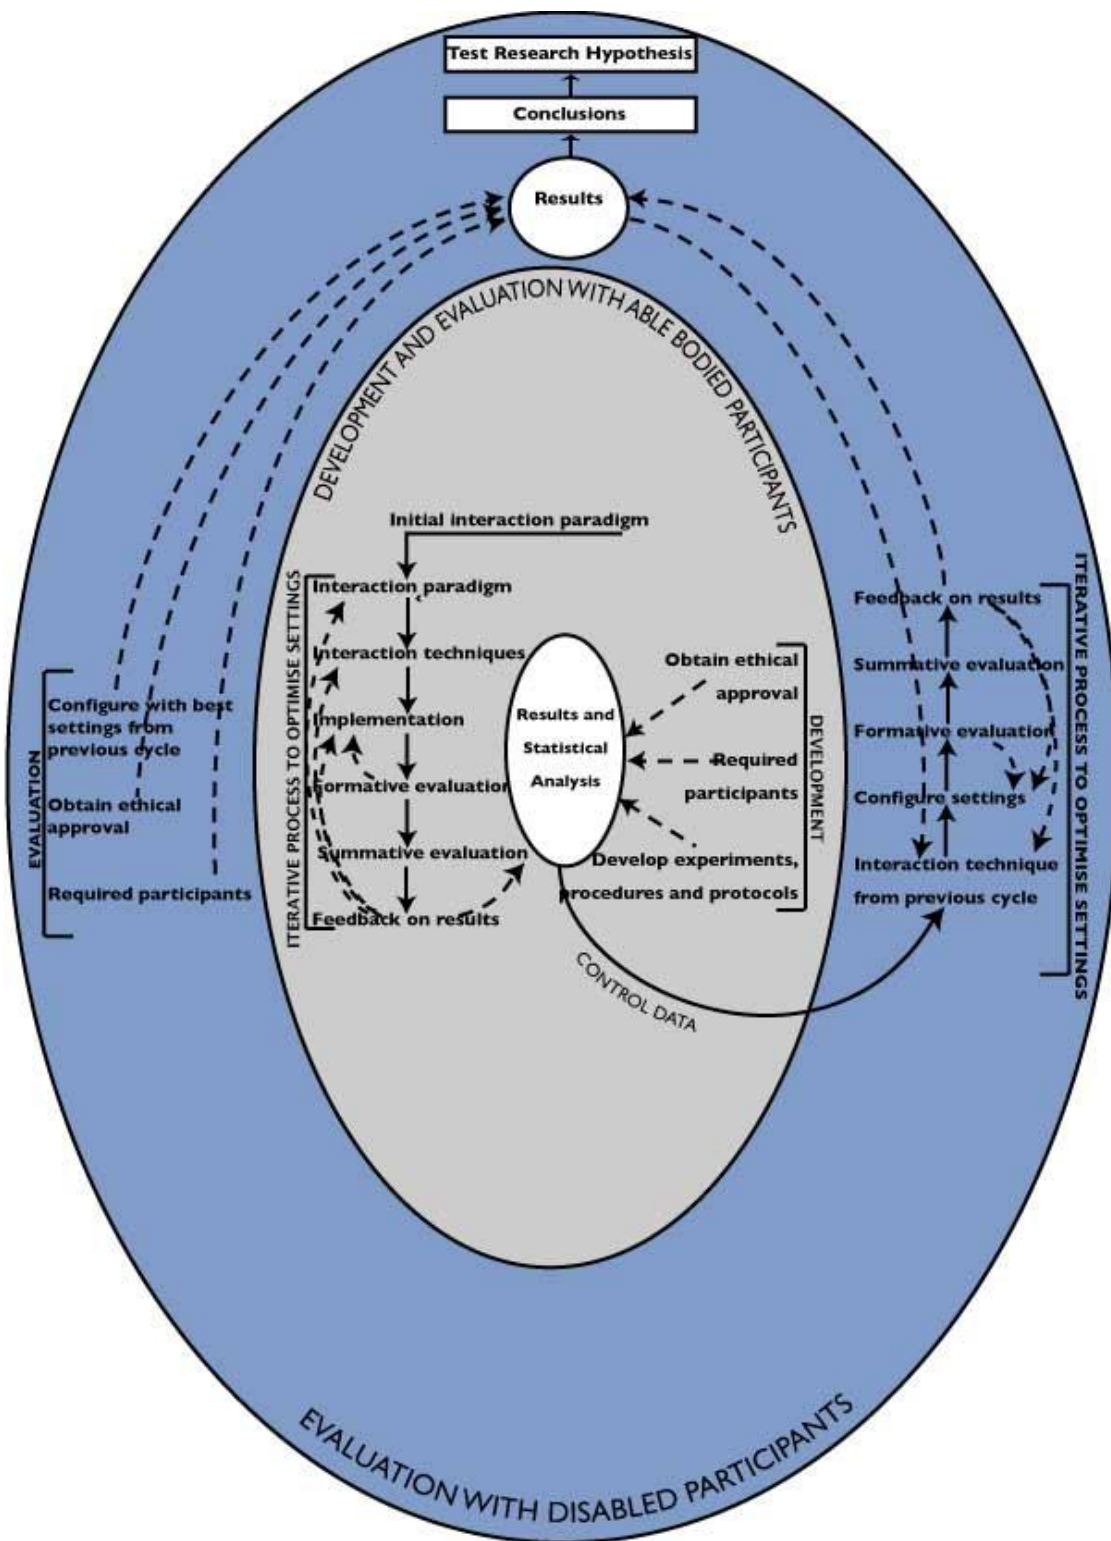 Test Research Hypothesis
Conclusions
Results
DEVELOPMENT AND EVALUATION WITH ABLE BODIED PARTICIPANTS
Initial interaction paradigm
ITERATIVE PROCESS TO OPTIMISE SETTINGS
Interaction paradigm
Interaction techniques
Implementation
Formative evaluation
Summative evaluation
Feedback on results
Results and
Statistical
Analysis
Obtain ethical
approval
Required
participants
Develop experiments,
procedures and protocols
DEVELOPMENT
CONTROL DATA
EVALUATION
Configure with best
settings from
previous cycle
Obtain ethical
approval
Required participants
Feedback on results
Summative evaluation
Formative evaluation
Configure settings
Interaction technique
from previous cycle
ITERATIVE PROCESS TO OPTIMISE SETTINGS
EVALUATION WITH DISABLED PARTICIPANTS